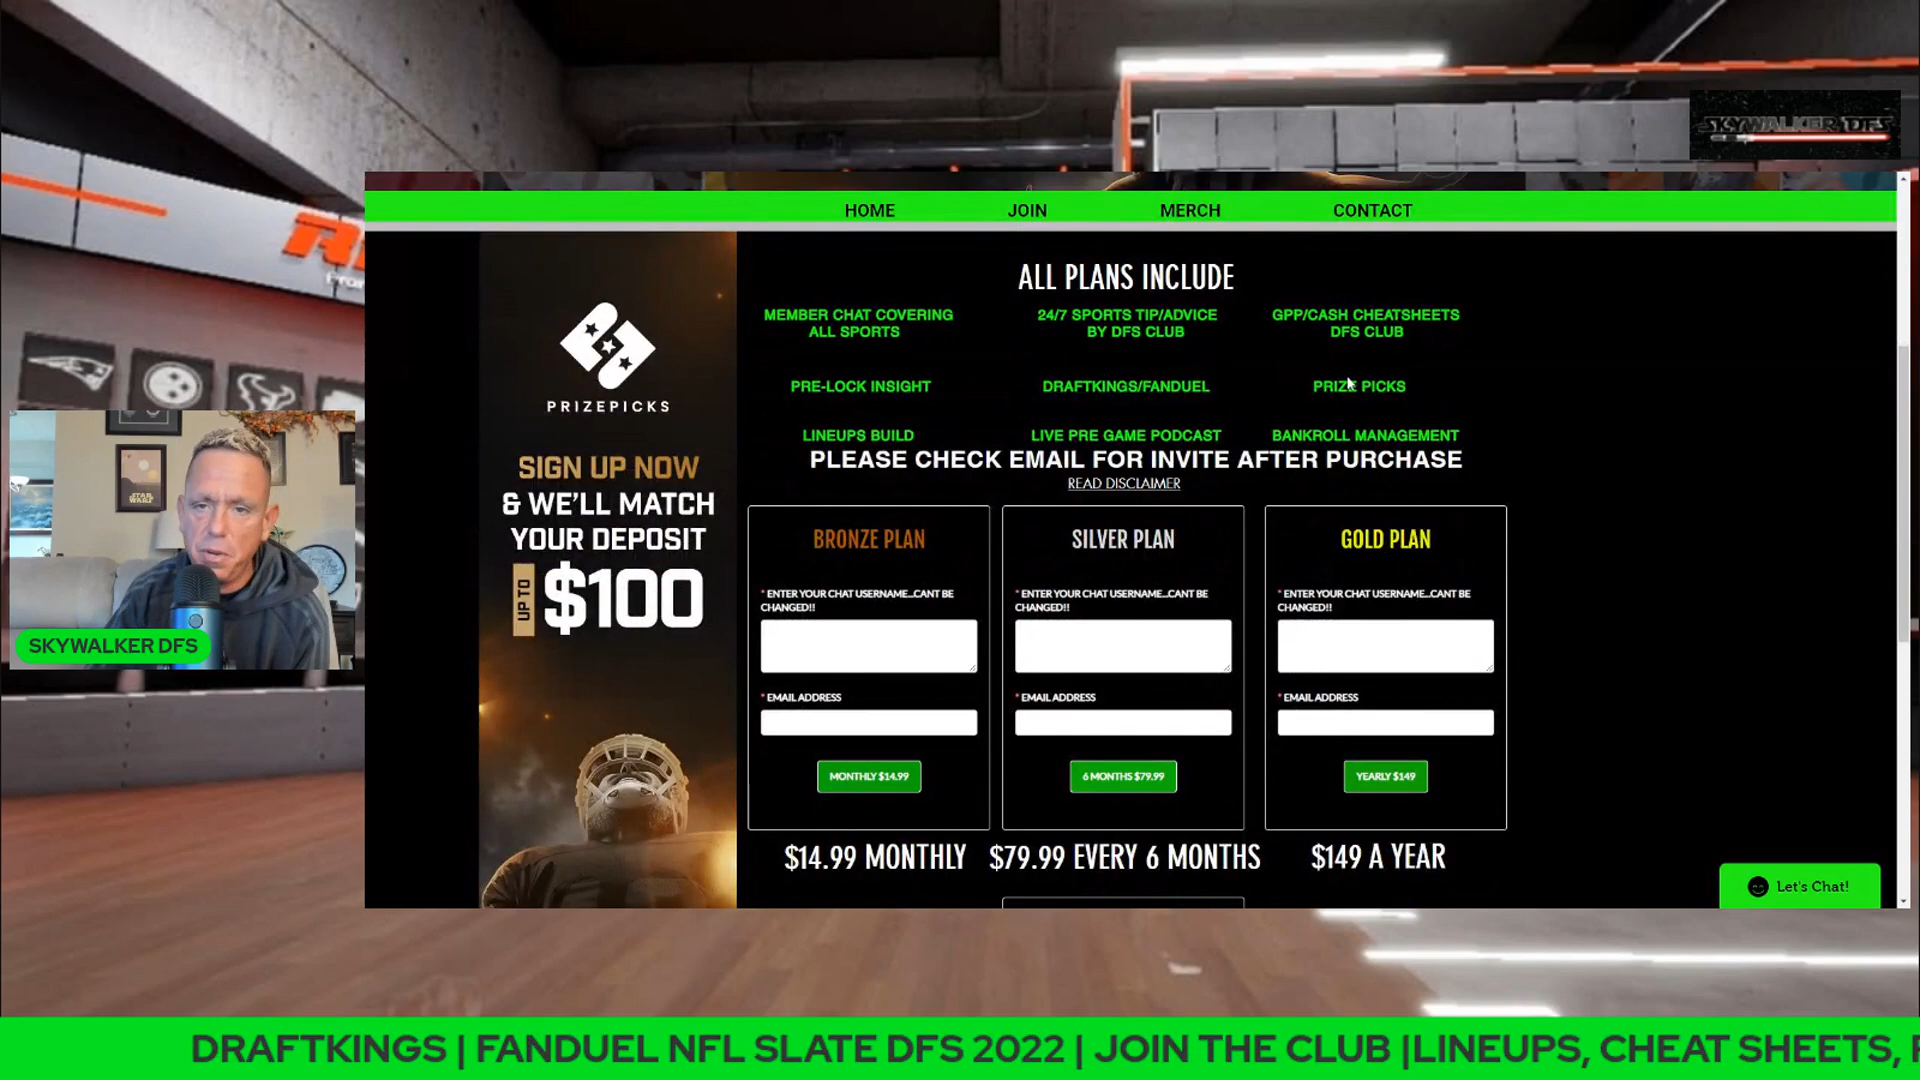 SKYWALKER DFS
HOME
JOIN
MERCH
CONTACT
ALL PLANS INCLUDE
MEMBER CHAT COVERING
ALL SPORTS
24/7 SPORTS TIP/ADVICE
BY DFS CLUB
GPP/CASH CHEATSHEETS
DFS CLUB
PRE-LOCK INSIGHT
DRAFTKINGS/FANDUEL
PRIZE PICKS
LINEUPS BUILD
LIVE PRE GAME PODCAST
BANKROLL MANAGEMENT
PLEASE CHECK EMAIL FOR INVITE AFTER PURCHASE
READ DISCLAIMER
PRIZEPICKS
SIGN UP NOW
& WE'LL MATCH
YOUR DEPOSIT
UP TO
$100
BRONZE PLAN
* ENTER YOUR CHAT USERNAME...CANT BE
CHANGED!!
* EMAIL ADDRESS
MONTHLY $14.99
$14.99 MONTHLY
SILVER PLAN
* ENTER YOUR CHAT USERNAME...CANT BE
CHANGED!!
* EMAIL ADDRESS
6 MONTHS $79.99
$79.99 EVERY 6 MONTHS
GOLD PLAN
* ENTER YOUR CHAT USERNAME...CANT BE
CHANGED!!
* EMAIL ADDRESS
YEARLY $149
$149 A YEAR
Let's Chat!
STAR
WARS
SKYWALKER DFS
DRAFTKINGS | FANDUEL NFL SLATE DFS 2022 | JOIN THE CLUB |LINEUPS, CHEAT SHEETS,